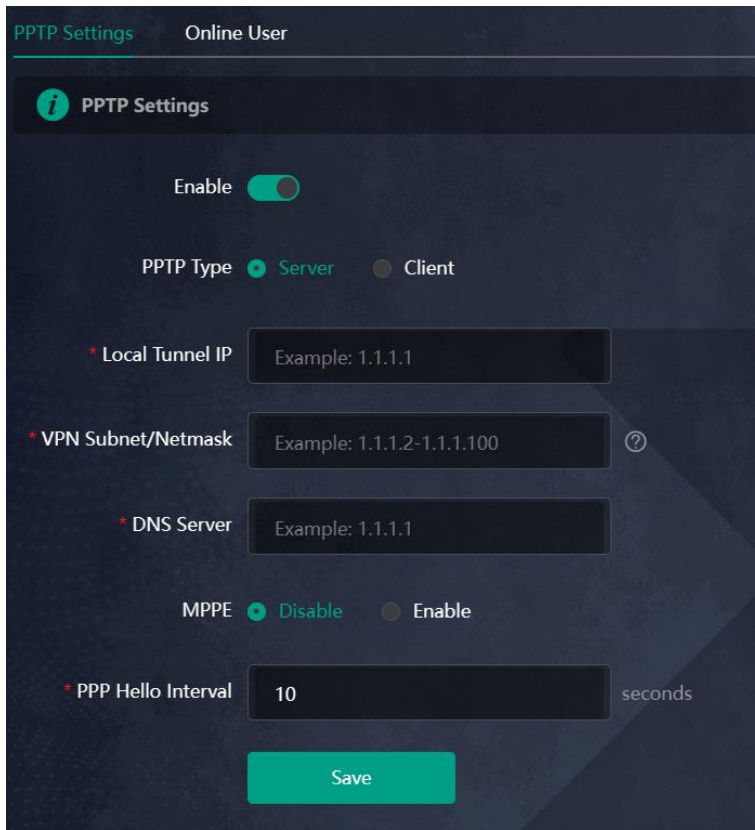 PPTP Settings Online User
i PPTP Settings
Enable
PPTP Type Server Client
* Local Tunnel IP Example: 1.1.1.1
* VPN Subnet/Netmask Example: 1.1.1.2-1.1.1.100 ?
* DNS Server Example: 1.1.1.1
MPPE Disable Enable
* PPP Hello Interval 10 seconds
Save